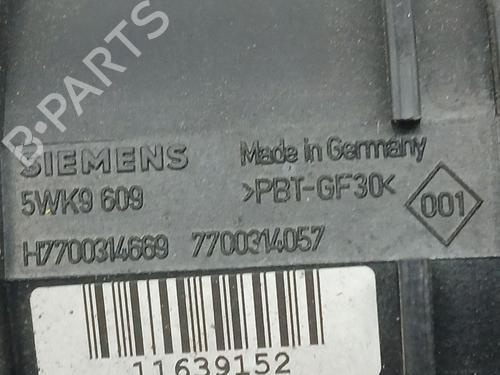 B-PARTS
SIEMENS Made in Germany
5WK9 609 >PBT-GF30< 001
H7700314669 7700314057
11639152